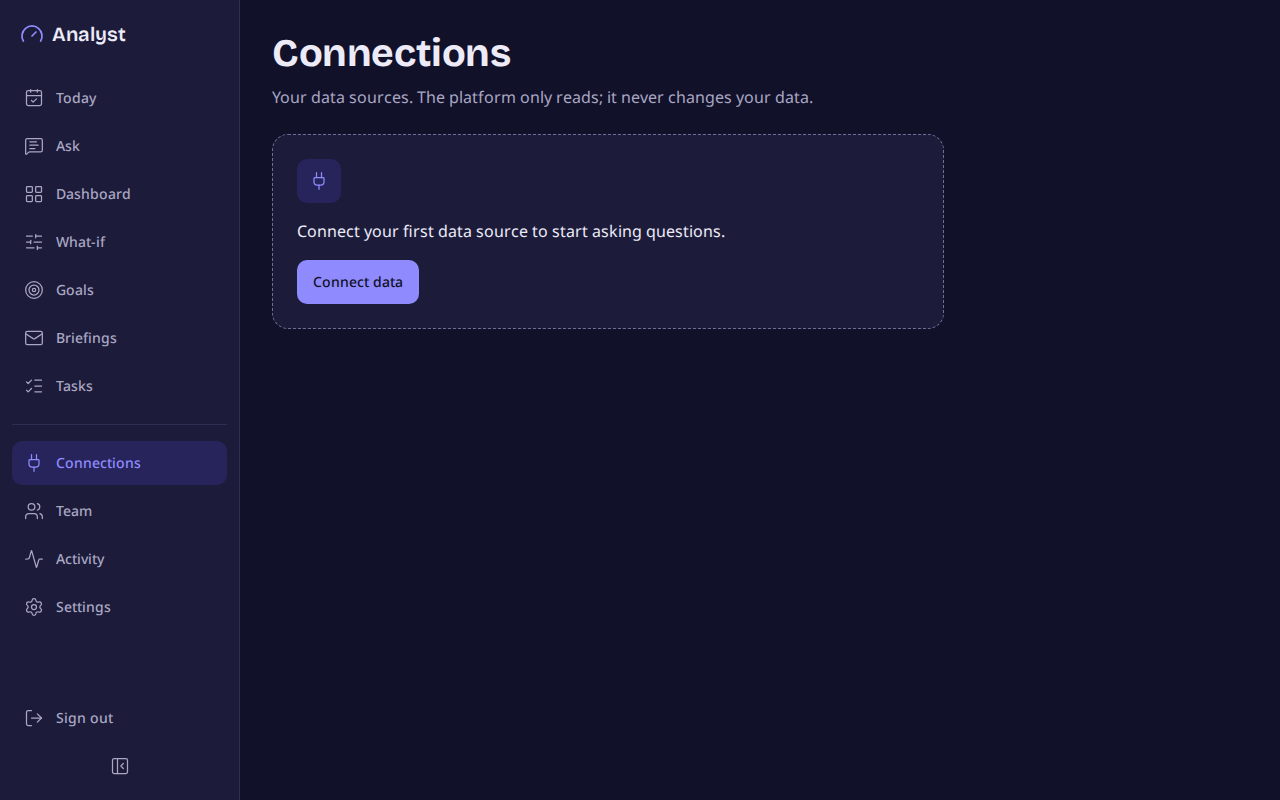 Analyst
Today
Ask
Dashboard
What-if
Goals
Briefings
Tasks
Connections
Team
Activity
Settings
Sign out
Connections
Your data sources. The platform only reads; it never changes your data.
Connect your first data source to start asking questions.
Connect data